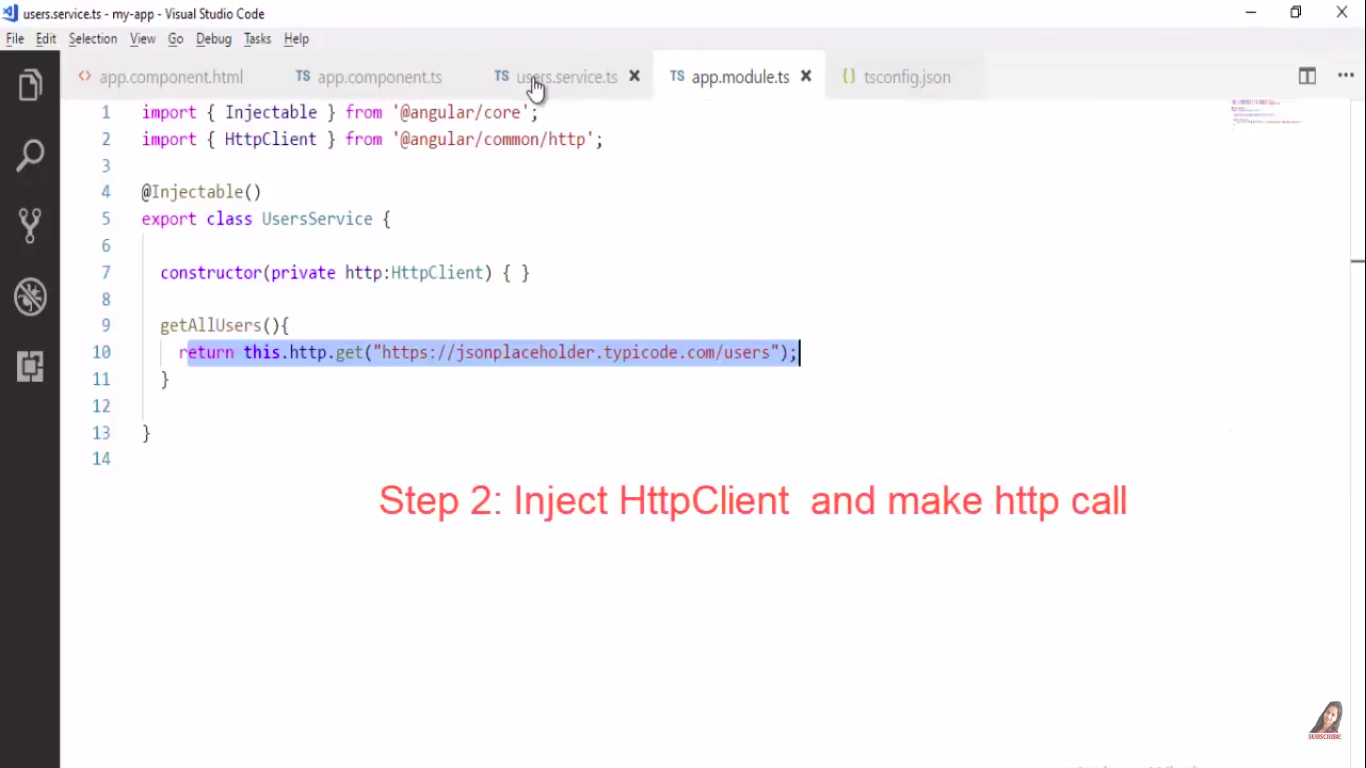 users.service.ts - my-app - Visual Studio Code
File Edit Selection View Go Debug Tasks Help
<> app.component.html TS app.component.ts TS users.service.ts TS app.module.ts {} tsconfig.json
1 import { Injectable } from '@angular/core';
2 import { HttpClient } from '@angular/common/http';
3
4 @Injectable()
5 export class UsersService {
6
7 constructor(private http:HttpClient) { }
8
9 getAllUsers(){
10 return this.http.get("https://jsonplaceholder.typicode.com/users");
11 }
12
13 }
14
Step 2: Inject HttpClient and make http call
SUBSCRIBE